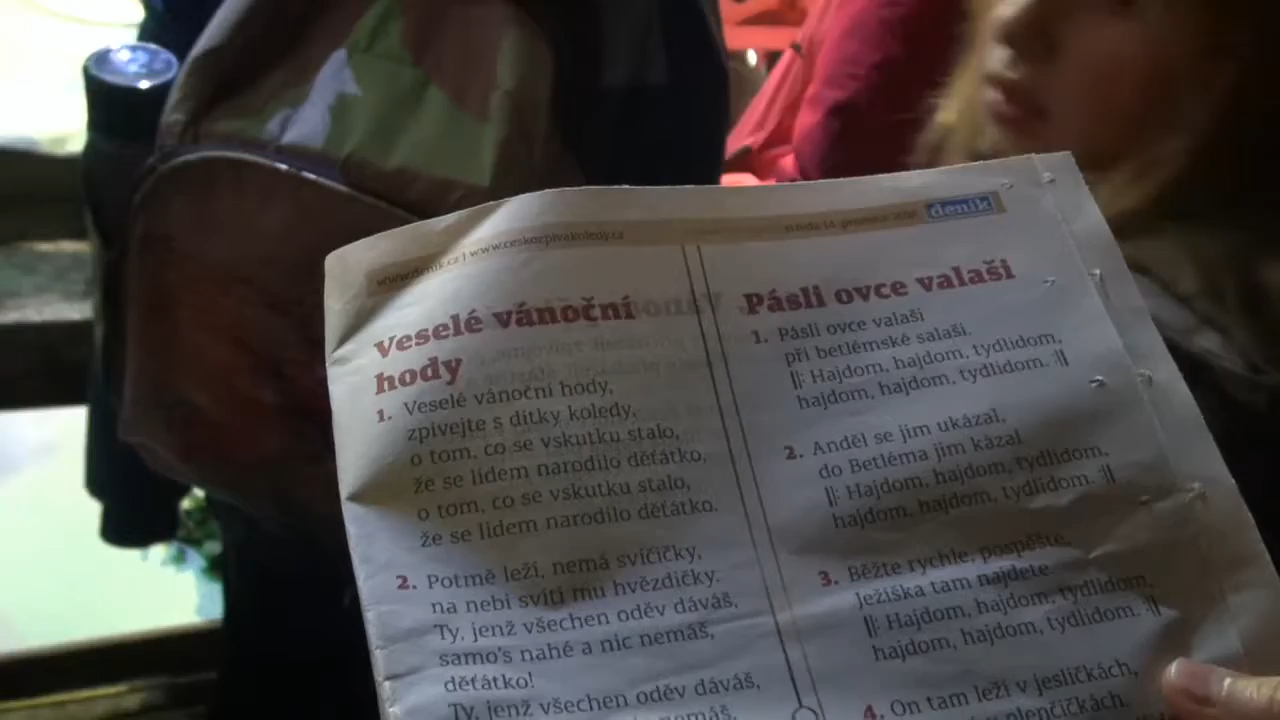 www.denik.cz | www.ceskozpivakoledy.cz
středa 14. prosince
deník
Veselé vánoční
hody
1. Veselé vánoční hody,
zpívejte s dítky koledy,
o tom, co se vskutku stalo,
že se lidem narodilo děťátko,
o tom, co se vskutku stalo,
že se lidem narodilo děťátko.
2. Potmě leží, nemá svíčičky,
na nebi svítí mu hvězdičky.
Ty, jenž všechen oděv dáváš,
samo's nahé a nic nemáš,
děťátko!
Ty, jenž všechen oděv dáváš,
nemáš,
Pásli ovce valaši
1. Pásli ovce valaši
při betlémské salaši.
‖: Hajdom, hajdom, tydlidom,
hajdom, hajdom, tydlidom. :‖
2. Anděl se jim ukázal,
do Betléma jim kázal
‖: Hajdom, hajdom, tydlidom,
hajdom, hajdom, tydlidom. :‖
3. Běžte rychle, pospěšte,
Ježíška tam najdete.
‖: Hajdom, hajdom, tydlidom,
hajdom, hajdom, tydlidom. :‖
4. On tam leží v jesličkách,
v plenčičkách.